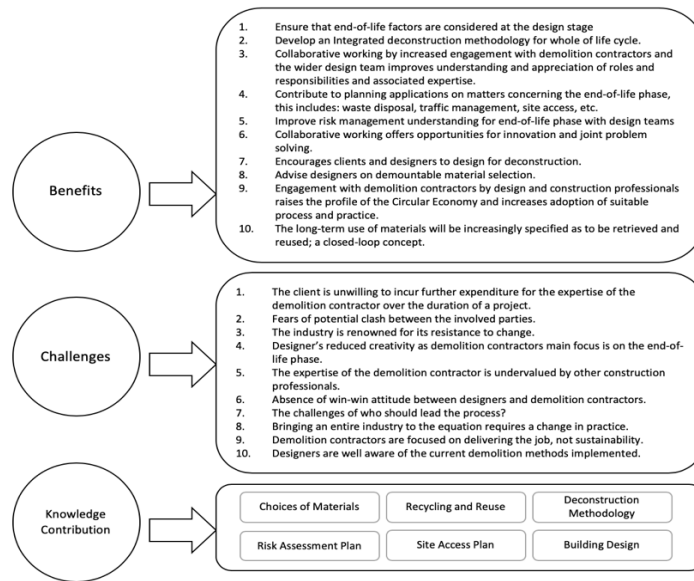 1. Ensure that end-of-life factors are considered at the design stage
2. Develop an Integrated deconstruction methodology for whole of life cycle.
3. Collaborative working by increased engagement with demolition contractors and
the wider design team improves understanding and appreciation of roles and
responsibilities and associated expertise.
4. Contribute to planning applications on matters concerning the end-of-life phase,
this includes: waste disposal, traffic management, site access, etc.
5. Improve risk management understanding for end-of-life phase with design teams
6. Collaborative working offers opportunities for innovation and joint problem
solving.
7. Encourages clients and designers to design for deconstruction.
8. Advise designers on demountable material selection.
9. Engagement with demolition contractors by design and construction professionals
raises the profile of the Circular Economy and increases adoption of suitable
process and practice.
10. The long-term use of materials will be increasingly specified as to be retrieved and
reused; a closed-loop concept.
Benefits
1. The client is unwilling to incur further expenditure for the expertise of the
demolition contractor over the duration of a project.
2. Fears of potential clash between the involved parties.
3. The industry is renowned for its resistance to change.
4. Designer's reduced creativity as demolition contractors main focus is on the end-of-
life phase.
5. The expertise of the demolition contractor is undervalued by other construction
professionals.
6. Absence of win-win attitude between designers and demolition contractors.
7. The challenges of who should lead the process?
8. Bringing an entire industry to the equation requires a change in practice.
9. Demolition contractors are focused on delivering the job, not sustainability.
10. Designers are well aware of the current demolition methods implemented.
Challenges
Knowledge
Contribution
Choices of Materials
Recycling and Reuse
Deconstruction
Methodology
Risk Assessment Plan
Site Access Plan
Building Design